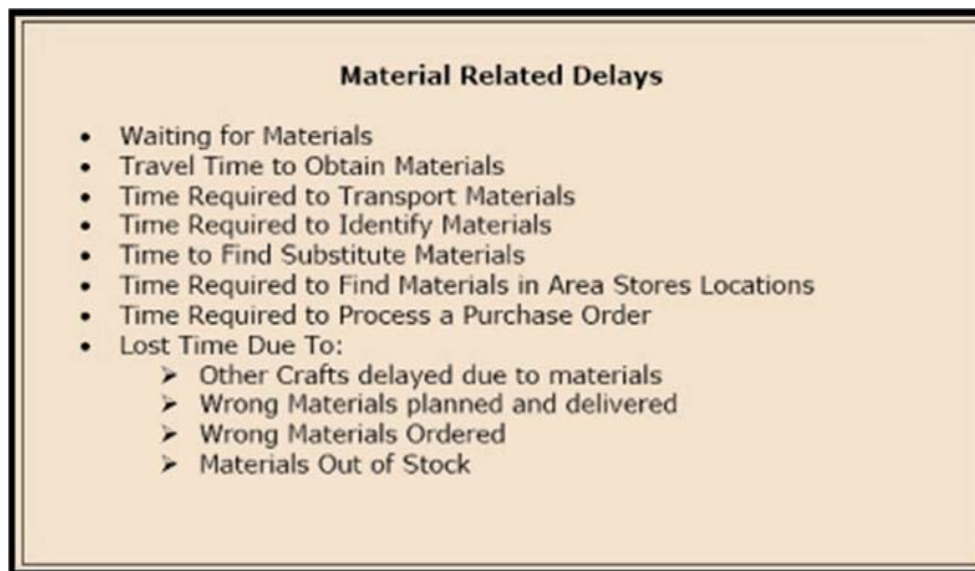 Material Related Delays
• Waiting for Materials
• Travel Time to Obtain Materials
• Time Required to Transport Materials
• Time Required to Identify Materials
• Time to Find Substitute Materials
• Time Required to Find Materials in Area Stores Locations
• Time Required to Process a Purchase Order
• Lost Time Due To:
➤ Other Crafts delayed due to materials
➤ Wrong Materials planned and delivered
➤ Wrong Materials Ordered
➤ Materials Out of Stock